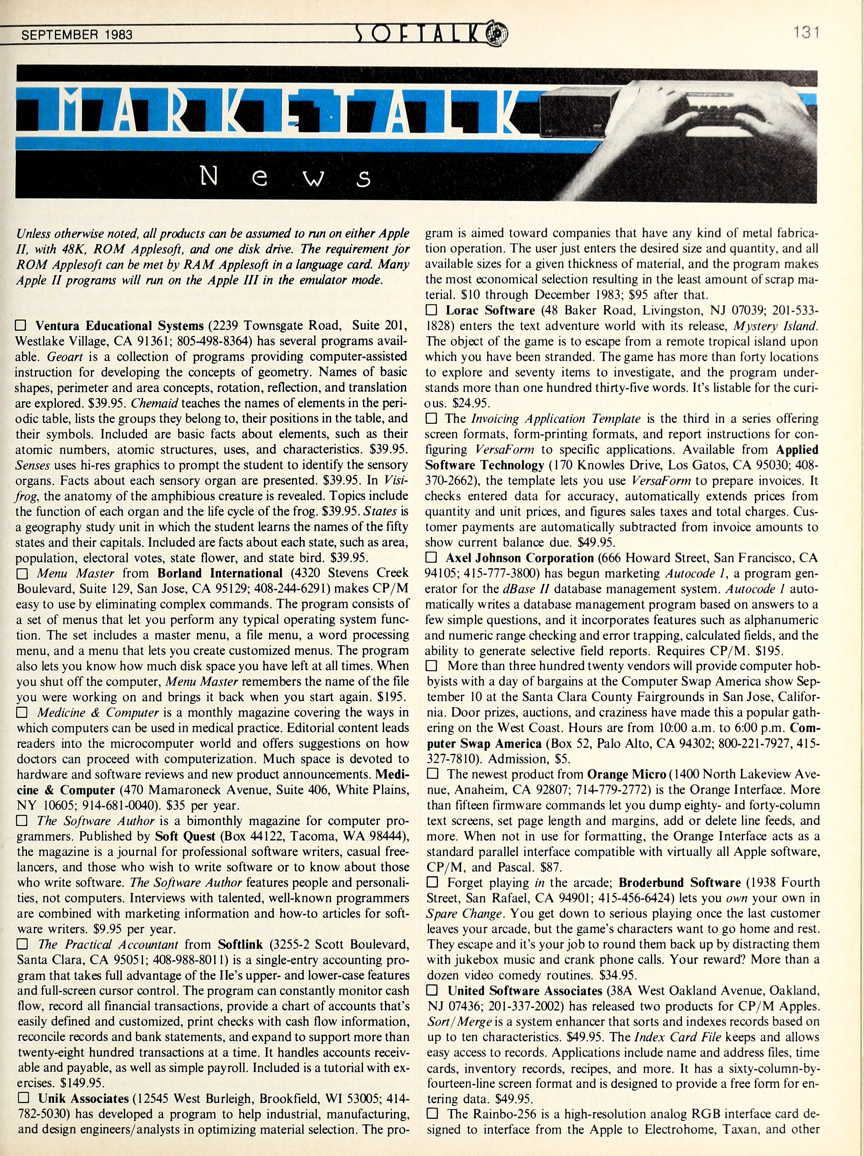 SEPTEMBER 1983
SOFTALK
131
MARKETALK
News
Unless otherwise noted, all products can be assumed to run on either Apple
II, with 48K, ROM Applesoft, and one disk drive. The requirement for
ROM Applesoft can be met by RAM Applesoft in a language card. Many
Apple II programs will run on the Apple III in the emulator mode.
☐ Ventura Educational Systems (2239 Townsgate Road, Suite 201,
Westlake Village, CA 91361; 805-498-8364) has several programs avail-
able. Geoart is a collection of programs providing computer-assisted
instruction for developing the concepts of geometry. Names of basic
shapes, perimeter and area concepts, rotation, reflection, and translation
are explored. $39.95. Chemaid teaches the names of elements in the peri-
odic table, lists the groups they belong to, their positions in the table, and
their symbols. Included are basic facts about elements, such as their
atomic numbers, atomic structures, uses, and characteristics. $39.95.
Senses uses hi-res graphics to prompt the student to identify the sensory
organs. Facts about each sensory organ are presented. $39.95. In Visi-
frog, the anatomy of the amphibious creature is revealed. Topics include
the function of each organ and the life cycle of the frog. $39.95. States is
a geography study unit in which the student learns the names of the fifty
states and their capitals. Included are facts about each state, such as area,
population, electoral votes, state flower, and state bird. $39.95.
☐ Menu Master from Borland International (4320 Stevens Creek
Boulevard, Suite 129, San Jose, CA 95129; 408-244-6291) makes CP/M
easy to use by eliminating complex commands. The program consists of
a set of menus that let you perform any typical operating system func-
tion. The set includes a master menu, a file menu, a word processing
menu, and a menu that lets you create customized menus. The program
also lets you know how much disk space you have left at all times. When
you shut off the computer, Menu Master remembers the name of the file
you were working on and brings it back when you start again. $195.
☐ Medicine & Computer is a monthly magazine covering the ways in
which computers can be used in medical practice. Editorial content leads
readers into the microcomputer world and offers suggestions on how
doctors can proceed with computerization. Much space is devoted to
hardware and software reviews and new product announcements. Medi-
cine & Computer (470 Mamaroneck Avenue, Suite 406, White Plains,
NY 10605; 914-681-0040). $35 per year.
☐ The Software Author is a bimonthly magazine for computer pro-
grammers. Published by Soft Quest (Box 44122, Tacoma, WA 98444),
the magazine is a journal for professional software writers, casual free-
lancers, and those who wish to write software or to know about those
who write software. The Software Author features people and personali-
ties, not computers. Interviews with talented, well-known programmers
are combined with marketing information and how-to articles for soft-
ware writers. $9.95 per year.
☐ The Practical Accountant from Softlink (3255-2 Scott Boulevard,
Santa Clara, CA 95051; 408-988-8011) is a single-entry accounting pro-
gram that takes full advantage of the IIe's upper- and lower-case features
and full-screen cursor control. The program can constantly monitor cash
flow, record all financial transactions, provide a chart of accounts that's
easily defined and customized, print checks with cash flow information,
reconcile records and bank statements, and expand to support more than
twenty-eight hundred transactions at a time. It handles accounts receiv-
able and payable, as well as simple payroll. Included is a tutorial with ex-
ercises. $149.95.
☐ Unik Associates (12545 West Burleigh, Brookfield, WI 53005; 414-
782-5030) has developed a program to help industrial, manufacturing,
and design engineers/analysts in optimizing material selection. The pro-
gram is aimed toward companies that have any kind of metal fabrica-
tion operation. The user just enters the desired size and quantity, and all
available sizes for a given thickness of material, and the program makes
the most economical selection resulting in the least amount of scrap ma-
terial. $10 through December 1983; $95 after that.
☐ Lorac Software (48 Baker Road, Livingston, NJ 07039; 201-533-
1828) enters the text adventure world with its release, Mystery Island.
The object of the game is to escape from a remote tropical island upon
which you have been stranded. The game has more than forty locations
to explore and seventy items to investigate, and the program under-
stands more than one hundred thirty-five words. It's listable for the curi-
ous. $24.95.
☐ The Invoicing Application Template is the third in a series offering
screen formats, form-printing formats, and report instructions for con-
figuring VersaForm to specific applications. Available from Applied
Software Technology (170 Knowles Drive, Los Gatos, CA 95030; 408-
370-2662), the template lets you use VersaForm to prepare invoices. It
checks entered data for accuracy, automatically extends prices from
quantity and unit prices, and figures sales taxes and total charges. Cus-
tomer payments are automatically subtracted from invoice amounts to
show current balance due. $49.95.
☐ Axel Johnson Corporation (666 Howard Street, San Francisco, CA
94105; 415-777-3800) has begun marketing Autocode 1, a program gen-
erator for the dBase II database management system. Autocode 1 auto-
matically writes a database management program based on answers to a
few simple questions, and it incorporates features such as alphanumeric
and numeric range checking and error trapping, calculated fields, and the
ability to generate selective field reports. Requires CP/M. $195.
☐ More than three hundred twenty vendors will provide computer hob-
byists with a day of bargains at the Computer Swap America show Sep-
tember 10 at the Santa Clara County Fairgrounds in San Jose, Califor-
nia. Door prizes, auctions, and craziness have made this a popular gath-
ering on the West Coast. Hours are from 10:00 a.m. to 6:00 p.m. Com-
puter Swap America (Box 52, Palo Alto, CA 94302; 800-221-7927, 415-
327-7810). Admission, $5.
☐ The newest product from Orange Micro (1400 North Lakeview Ave-
nue, Anaheim, CA 92807; 714-779-2772) is the Orange Interface. More
than fifteen firmware commands let you dump eighty- and forty-column
text screens, set page length and margins, add or delete line feeds, and
more. When not in use for formatting, the Orange Interface acts as a
standard parallel interface compatible with virtually all Apple software,
CP/M, and Pascal. $87.
☐ Forget playing in the arcade; Broderbund Software (1938 Fourth
Street, San Rafael, CA 94901; 415-456-6424) lets you own your own in
Spare Change. You get down to serious playing once the last customer
leaves your arcade, but the game's characters want to go home and rest.
They escape and it's your job to round them back up by distracting them
with jukebox music and crank phone calls. Your reward? More than a
dozen video comedy routines. $34.95.
☐ United Software Associates (38A West Oakland Avenue, Oakland,
NJ 07436; 201-337-2002) has released two products for CP/M Apples.
Sort/Merge is a system enhancer that sorts and indexes records based on
up to ten characteristics. $49.95. The Index Card File keeps and allows
easy access to records. Applications include name and address files, time
cards, inventory records, recipes, and more. It has a sixty-column-by-
fourteen-line screen format and is designed to provide a free form for en-
tering data. $49.95.
☐ The Rainbo-256 is a high-resolution analog RGB interface card de-
signed to interface from the Apple to Electrohome, Taxan, and other